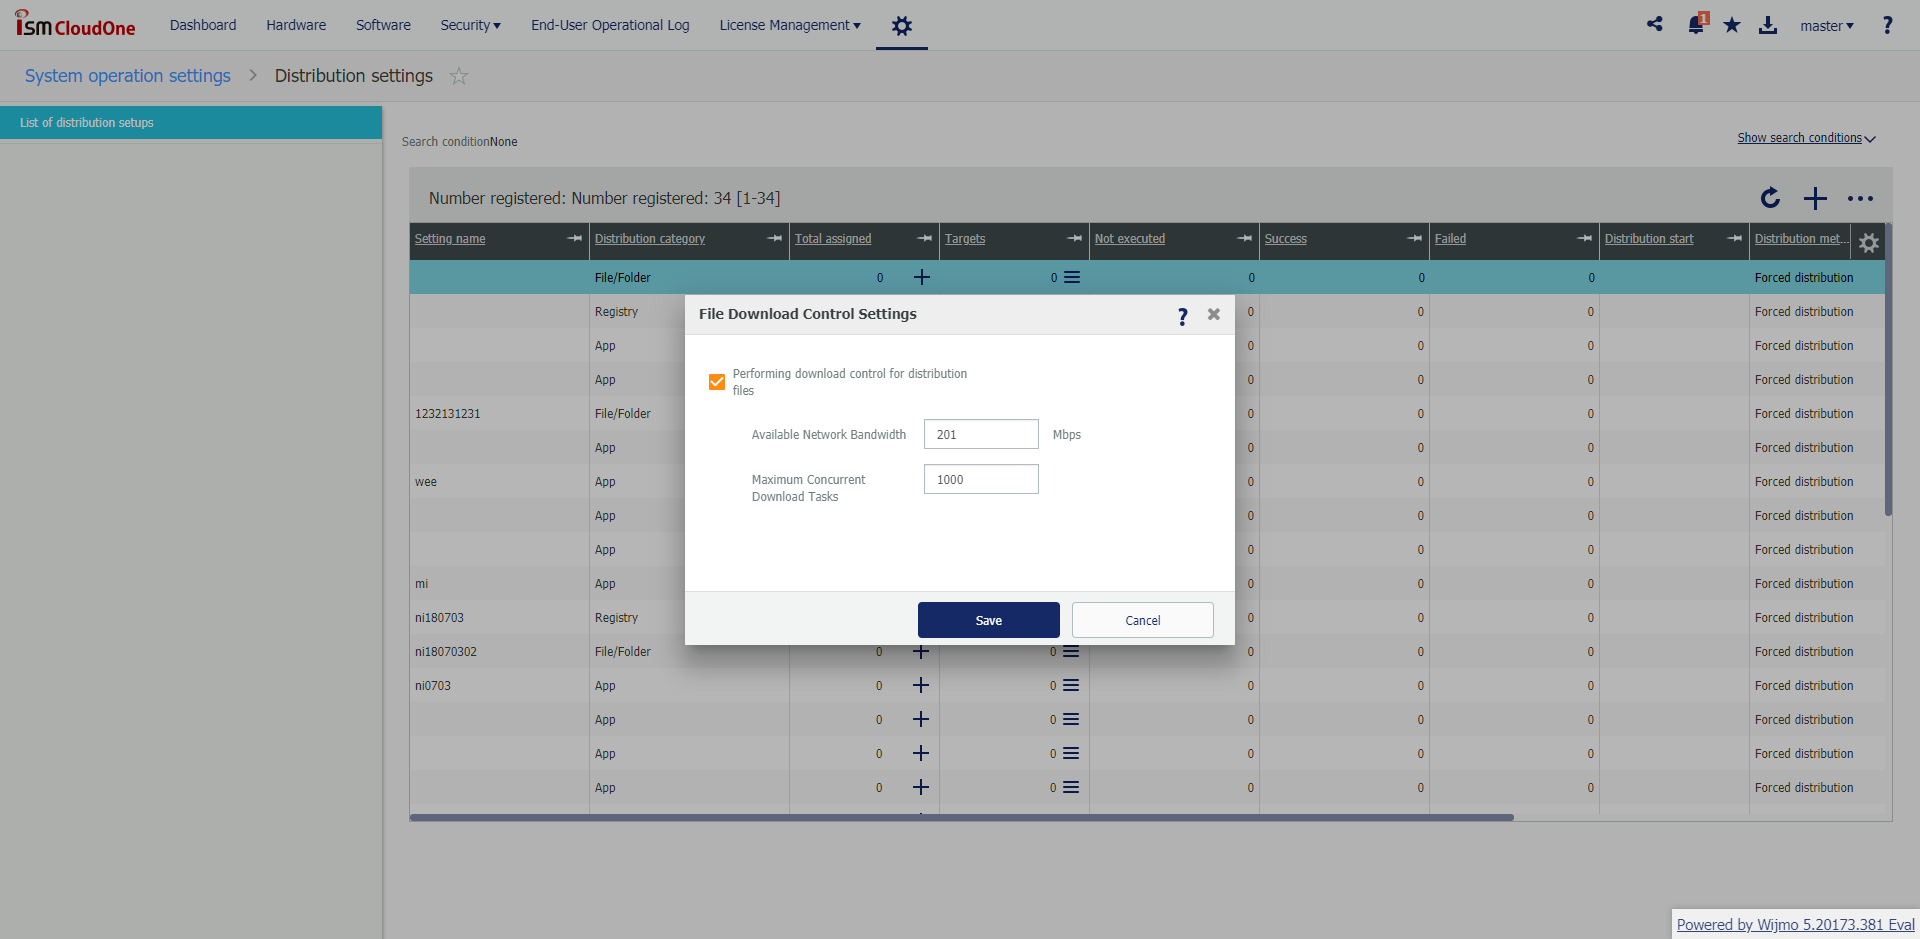 ISM CloudOne
Dashboard Hardware Software Security End-User Operational Log License Management 1 master ?
System operation settings > Distribution settings
List of distribution setups
Search conditionNone Show search conditions
Number registered: Number registered: 34 [1-34]
Setting name Distribution category Total assigned Targets Not executed Success Failed Distribution start Distribution met...
File/Folder 0 0 0 0 0 Forced distribution
Registry 0 0 0 Forced distribution
App 0 0 0 Forced distribution
App 0 0 0 Forced distribution
1232131231 File/Folder 0 0 0 Forced distribution
App 0 0 0 Forced distribution
wee App 0 0 0 Forced distribution
App 0 0 0 Forced distribution
App 0 0 0 Forced distribution
mi App 0 0 0 Forced distribution
ni180703 Registry 0 0 0 Forced distribution
ni18070302 File/Folder 0 0 0 0 0 Forced distribution
ni0703 App 0 0 0 0 0 Forced distribution
App 0 0 0 0 0 Forced distribution
App 0 0 0 0 0 Forced distribution
App 0 0 0 0 0 Forced distribution
File Download Control Settings ?
Performing download control for distribution
files
Available Network Bandwidth 201 Mbps
Maximum Concurrent 1000
Download Tasks
Save Cancel
Powered by Wijmo 5.20173.381 Eval